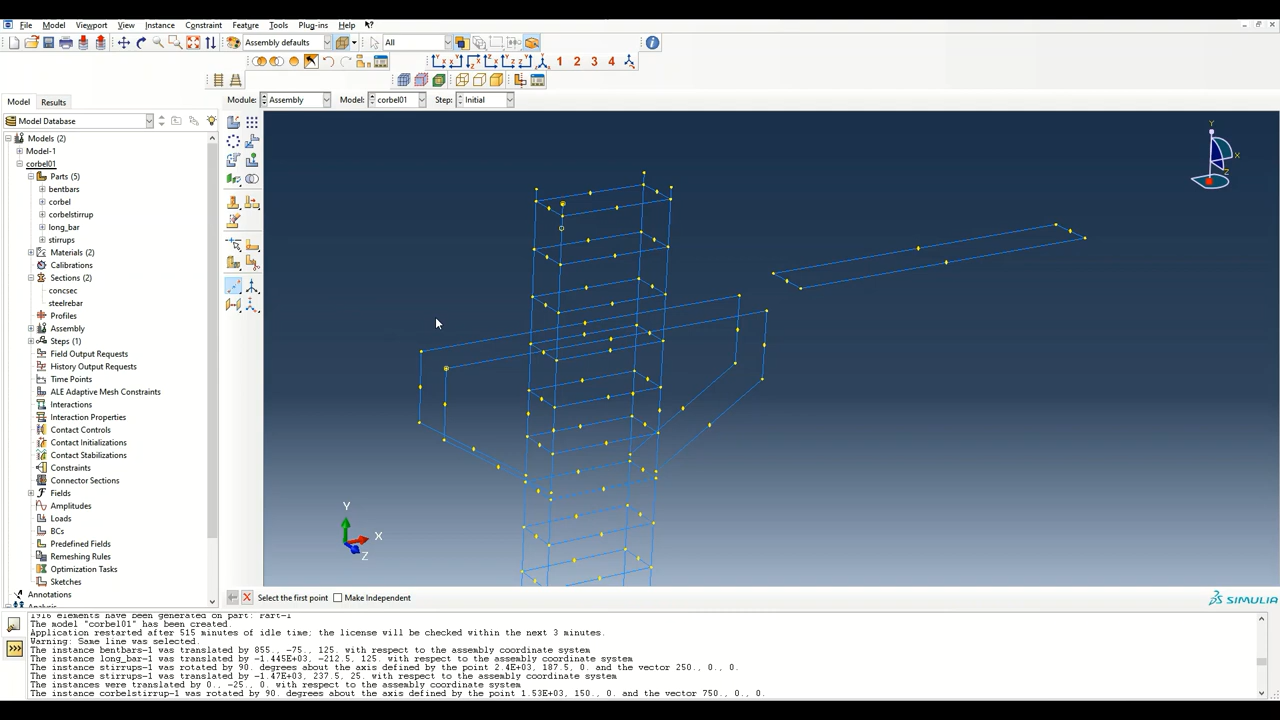 File Model Viewport View Instance Constraint Feature Tools Plug-ins Help
Assembly defaults All
1 2 3 4
Model Results Module: Assembly Model: corbel01 Step: Initial
Model Database
Models (2)
Model-1
corbel01
Parts (5)
bentbars
corbel
corbelstirrup
long_bar
stirrups
Materials (2)
Calibrations
Sections (2)
concsec
steelrebar
Profiles
Assembly
Steps (1)
Field Output Requests
History Output Requests
Time Points
ALE Adaptive Mesh Constraints
Interactions
Interaction Properties
Contact Controls
Contact Initializations
Contact Stabilizations
Constraints
Connector Sections
Fields
Amplitudes
Loads
BCs
Predefined Fields
Remeshing Rules
Optimization Tasks
Sketches
Annotations
Analysis
Y
X
Z
Y
X
Z
Select the first point Make Independent
SIMULIA
1916 elements have been generated on part: Part-1
The model "corbel01" has been created.
Application restarted after 515 minutes of idle time; the license will be checked within the next 3 minutes.
Warning: Same line was selected.
The instance bentbars-1 was translated by 855., -75., 125. with respect to the assembly coordinate system
The instance long_bar-1 was translated by -1.445E+03, -212.5, 125. with respect to the assembly coordinate system
The instance stirrups-1 was rotated by 90. degrees about the axis defined by the point 2.4E+03, 187.5, 0. and the vector 250., 0., 0.
The instance stirrups-1 was translated by -1.47E+03, 237.5, 25. with respect to the assembly coordinate system
The instances were translated by 0., -25., 0. with respect to the assembly coordinate system
The instance corbelstirrup-1 was rotated by 90. degrees about the axis defined by the point 1.53E+03, 150., 0. and the vector 750., 0., 0.